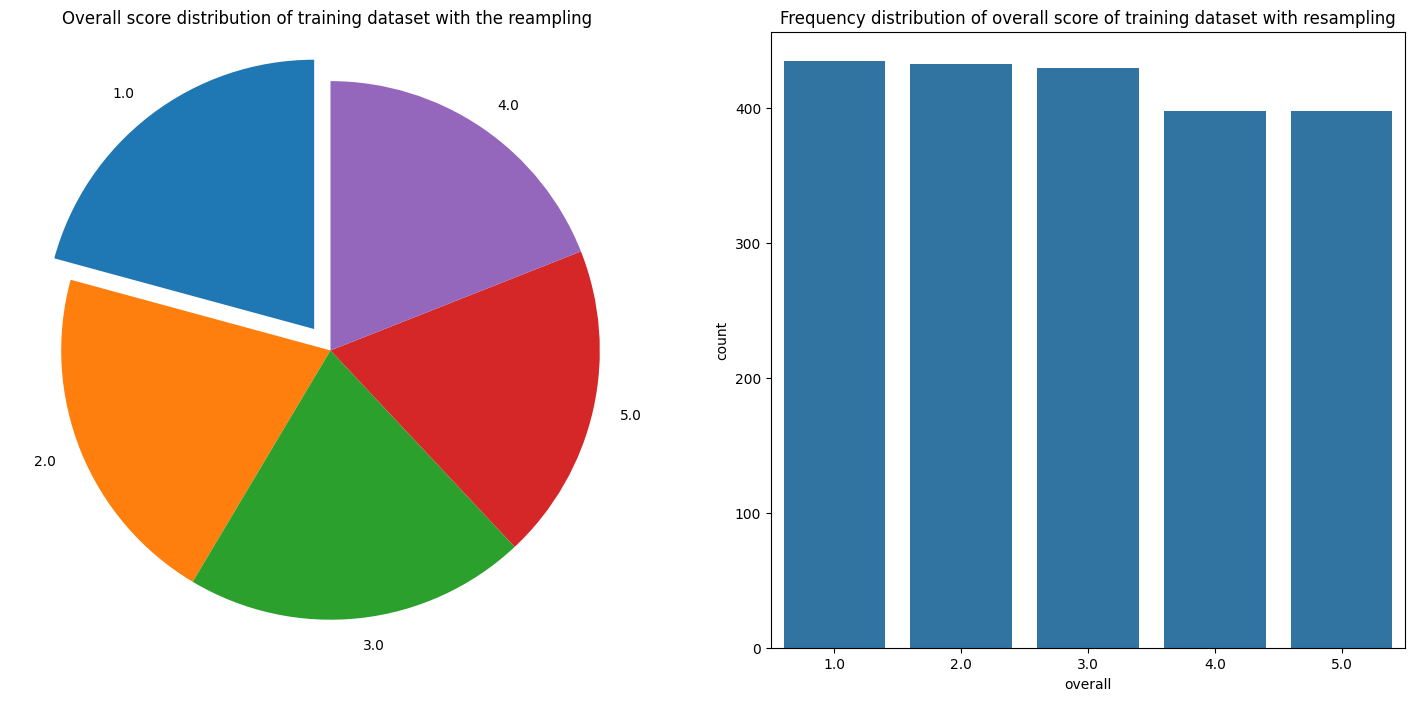 Overall score distribution of training dataset with the reampling
1.0
4.0
5.0
2.0
3.0
Frequency distribution of overall score of training dataset with resampling
count
400
300
200
100
0
1.0 2.0 3.0 4.0 5.0
overall